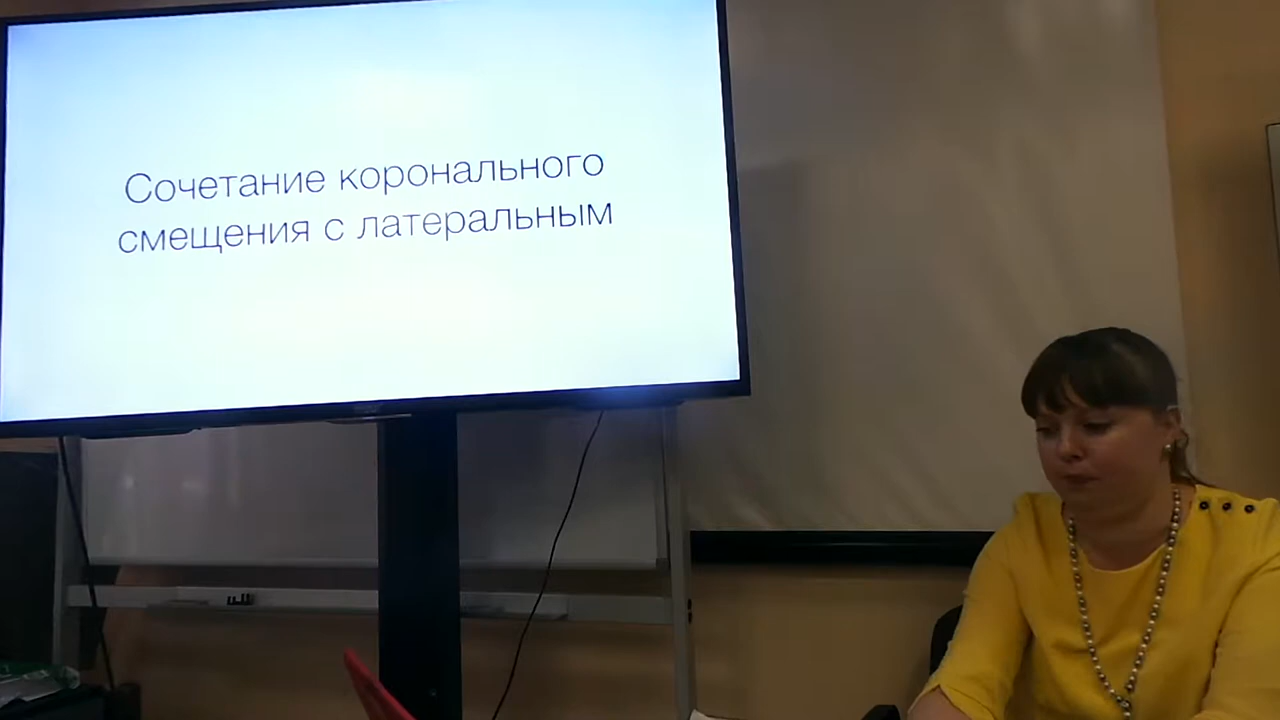 Сочетание коронального
смещения с латеральным